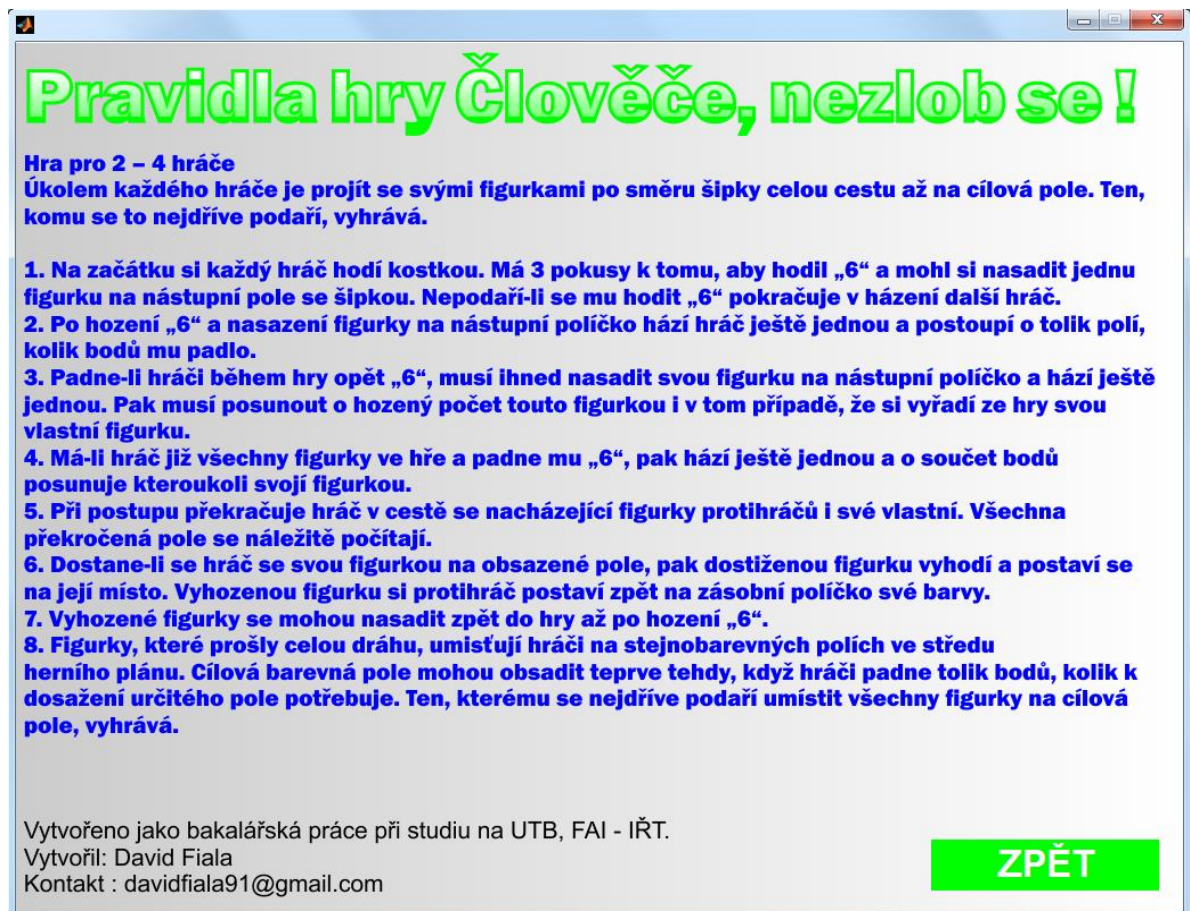 Pravidla hry Člověče, nezlob se !
Hra pro 2 – 4 hráče
Úkolem každého hráče je projít se svými figurkami po směru šipky celou cestu až na cílová pole. Ten,
komu se to nejdříve podaří, vyhrává.
1. Na začátku si každý hráč hodí kostkou. Má 3 pokusy k tomu, aby hodil „6“ a mohl si nasadit jednu
figurku na nástupní pole se šipkou. Nepodaří-li se mu hodit „6“ pokračuje v házení další hráč.
2. Po hození „6“ a nasazení figurky na nástupní políčko hází hráč ještě jednou a postoupí o tolik polí,
kolik bodů mu padlo.
3. Padne-li hráči během hry opět „6“, musí ihned nasadit svou figurku na nástupní políčko a hází ještě
jednou. Pak musí posunout o hozený počet touto figurkou i v tom případě, že si vyřadí ze hry svou
vlastní figurku.
4. Má-li hráč již všechny figurky ve hře a padne mu „6“, pak hází ještě jednou a o součet bodů
posunuje kteroukoli svojí figurkou.
5. Při postupu překračuje hráč v cestě se nacházející figurky protihráčů i své vlastní. Všechna
překročená pole se náležitě počítají.
6. Dostane-li se hráč se svou figurkou na obsazené pole, pak dostiženou figurku vyhodí a postaví se
na její místo. Vyhozenou figurku si protihráč postaví zpět na zásobní políčko své barvy.
7. Vyhozené figurky se mohou nasadit zpět do hry až po hození „6“.
8. Figurky, které prošly celou dráhu, umisťují hráči na stejnobarevných polích ve středu
herního plánu. Cílová barevná pole mohou obsadit teprve tehdy, když hráči padne tolik bodů, kolik k
dosažení určitého pole potřebuje. Ten, kterému se nejdříve podaří umístit všechny figurky na cílová
pole, vyhrává.
Vytvořeno jako bakalářská práce při studiu na UTB, FAI - IŘT.
Vytvořil: David Fiala
Kontakt : davidfiala91@gmail.com
ZPĚT